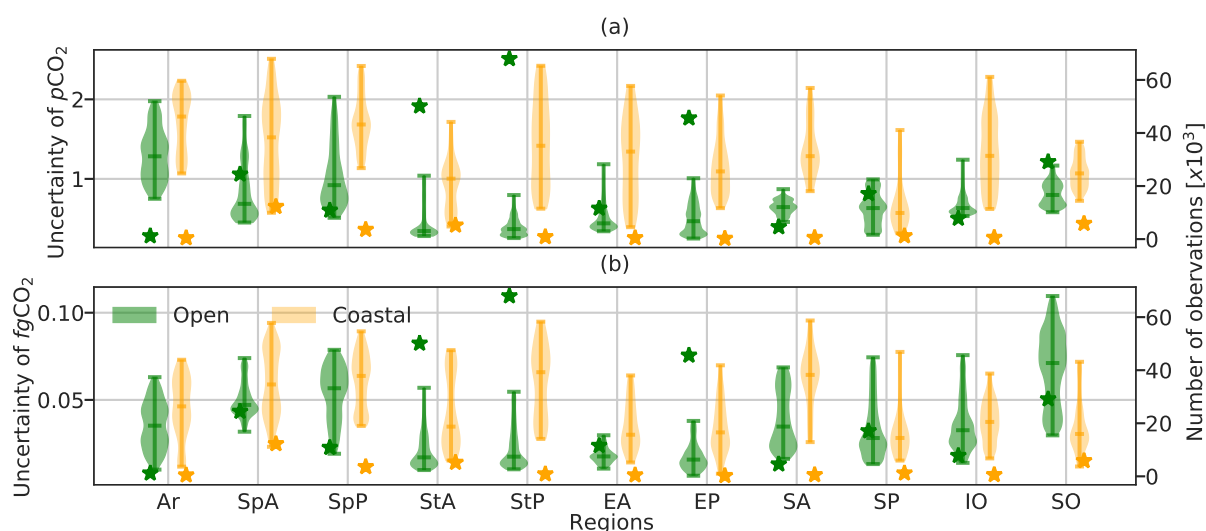 (a)
Uncertainty of pCO₂
2
1
60
40
20
0
Number of obervations [x10³]
(b)
Uncertainty of fgCO₂
0.10
0.05
Open
Coastal
60
40
20
0
Ar SpA SpP StA StP EA EP SA SP IO SO
Regions